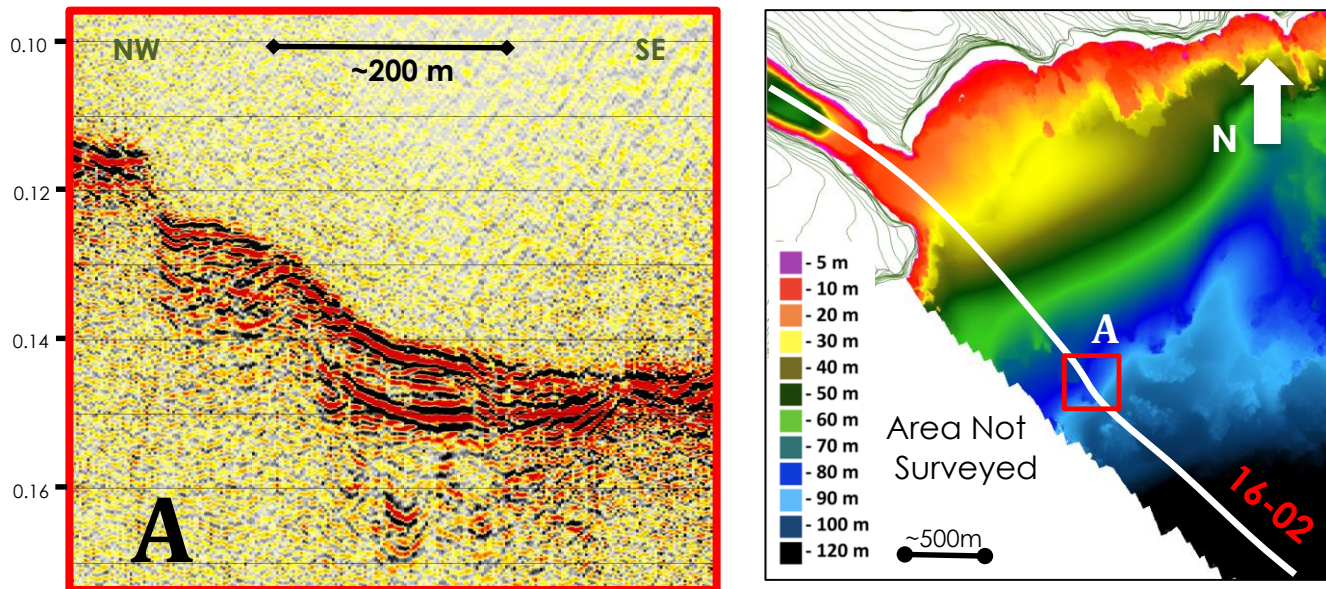 NW
SE
~200 m
0.10
0.12
0.14
0.16
A
N
A
- 5 m
- 10 m
- 20 m
- 30 m
- 40 m
- 50 m
- 60 m
- 70 m
- 80 m
- 90 m
- 100 m
- 120 m
Area Not
Surveyed
~500m
16-02